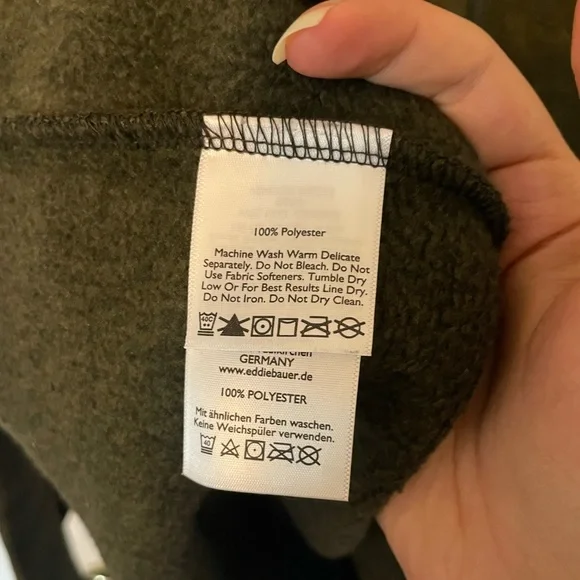 100% Polyester
Machine Wash Warm Delicate
Separately. Do Not Bleach. Do Not
Use Fabric Softeners. Tumble Dry
Low Or For Best Results Line Dry.
Do Not Iron. Do Not Dry Clean.
40C
GERMANY
www.eddiebauer.de
100% POLYESTER
Mit ähnlichen Farben waschen.
Keine Weichspüler verwenden.
40